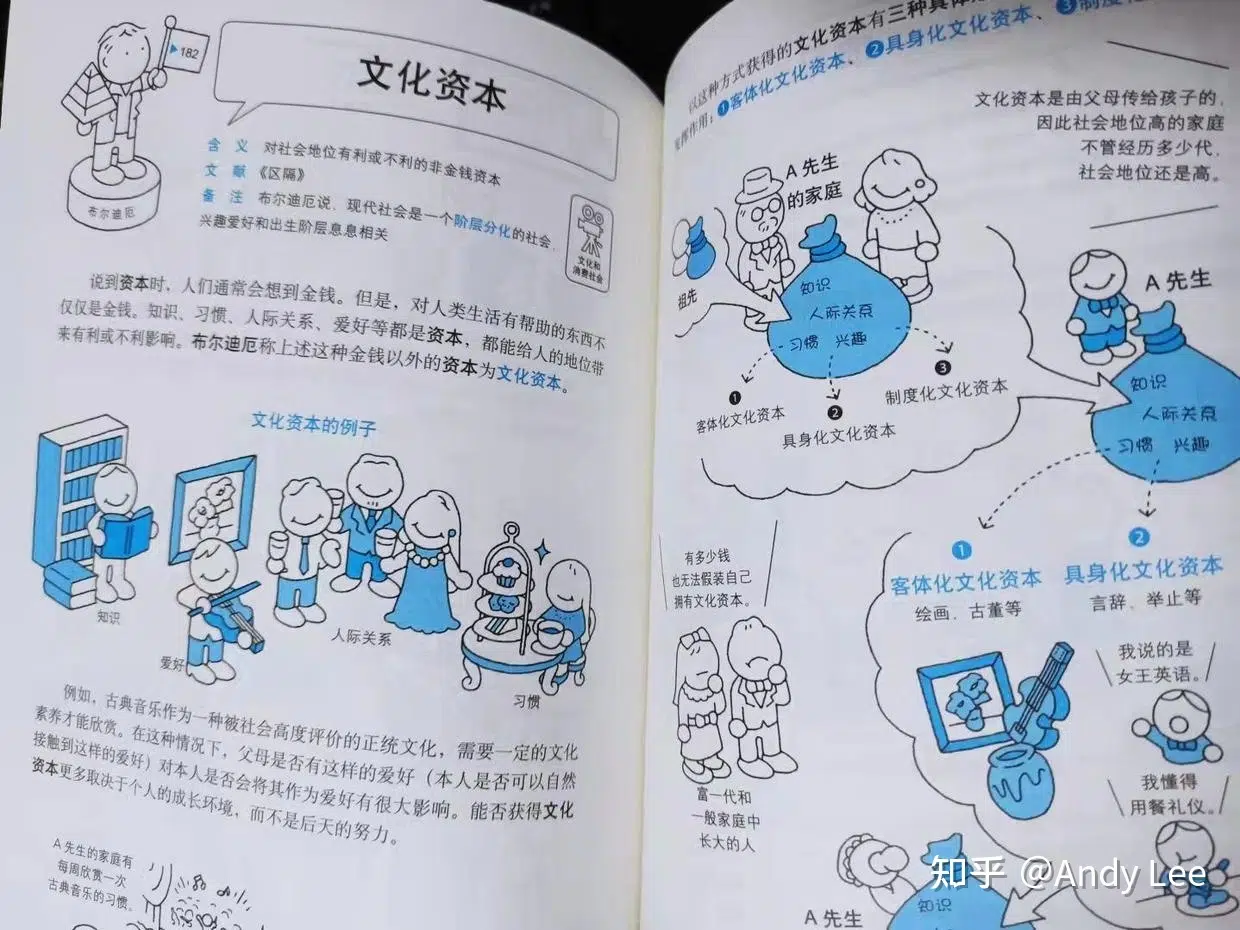 182
文化资本
布尔迪厄
含义 对社会地位有利或不利的非金钱资本
文献 《区隔》
备注 布尔迪厄说，现代社会是一个阶层分化的社会，
兴趣爱好和出生阶层息息相关
文化和
消费社会
说到资本时，人们通常会想到金钱。但是，对人类生活有帮助的东西不
仅仅是金钱。知识、习惯、人际关系、爱好等都是资本，都能给人的地位带
来有利或不利影响。布尔迪厄称上述这种金钱以外的资本为文化资本。
文化资本的例子
知识
爱好
人际关系
习惯
例如，古典音乐作为一种被社会高度评价的正统文化，需要一定的文化
素养才能欣赏。在这种情况下，父母是否有这样的爱好（本人是否可以自然
接触到这样的爱好）对本人是否会将其作为爱好有很大影响。能否获得文化
资本更多取决于个人的成长环境，而不是后天的努力。
A先生的家庭有
每周欣赏一次
古典音乐的习惯。
以这种方式获得的文化资本有三种具体
作用：❶客体化文化资本、❷具身化文化资本、❸制度化
文化资本是由父母传给孩子的，
因此社会地位高的家庭
不管经历多少代，
社会地位还是高。
A先生
的家庭
祖先
知识
人际关系
习惯 兴趣
❶
客体化文化资本
❷
具身化文化资本
❸
制度化文化资本
A先生
知识
人际关系
习惯 兴趣
有多少钱
也无法假装自己
拥有文化资本。
富一代和
一般家庭中
长大的人
❶
客体化文化资本
绘画、古董等
❷
具身化文化资本
言辞、举止等
我说的是
女王英语。
我懂得
用餐礼仪。
A先生
知识
知乎 @Andy Lee